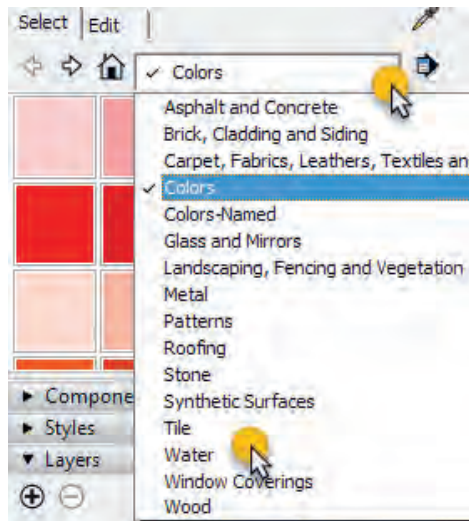 Select Edit
Colors
Asphalt and Concrete
Brick, Cladding and Siding
Carpet, Fabrics, Leathers, Textiles an
Colors
Colors-Named
Glass and Mirrors
Landscaping, Fencing and Vegetation
Metal
Patterns
Roofing
Stone
Synthetic Surfaces
Tile
Water
Window Coverings
Wood
Compone
Styles
Layers